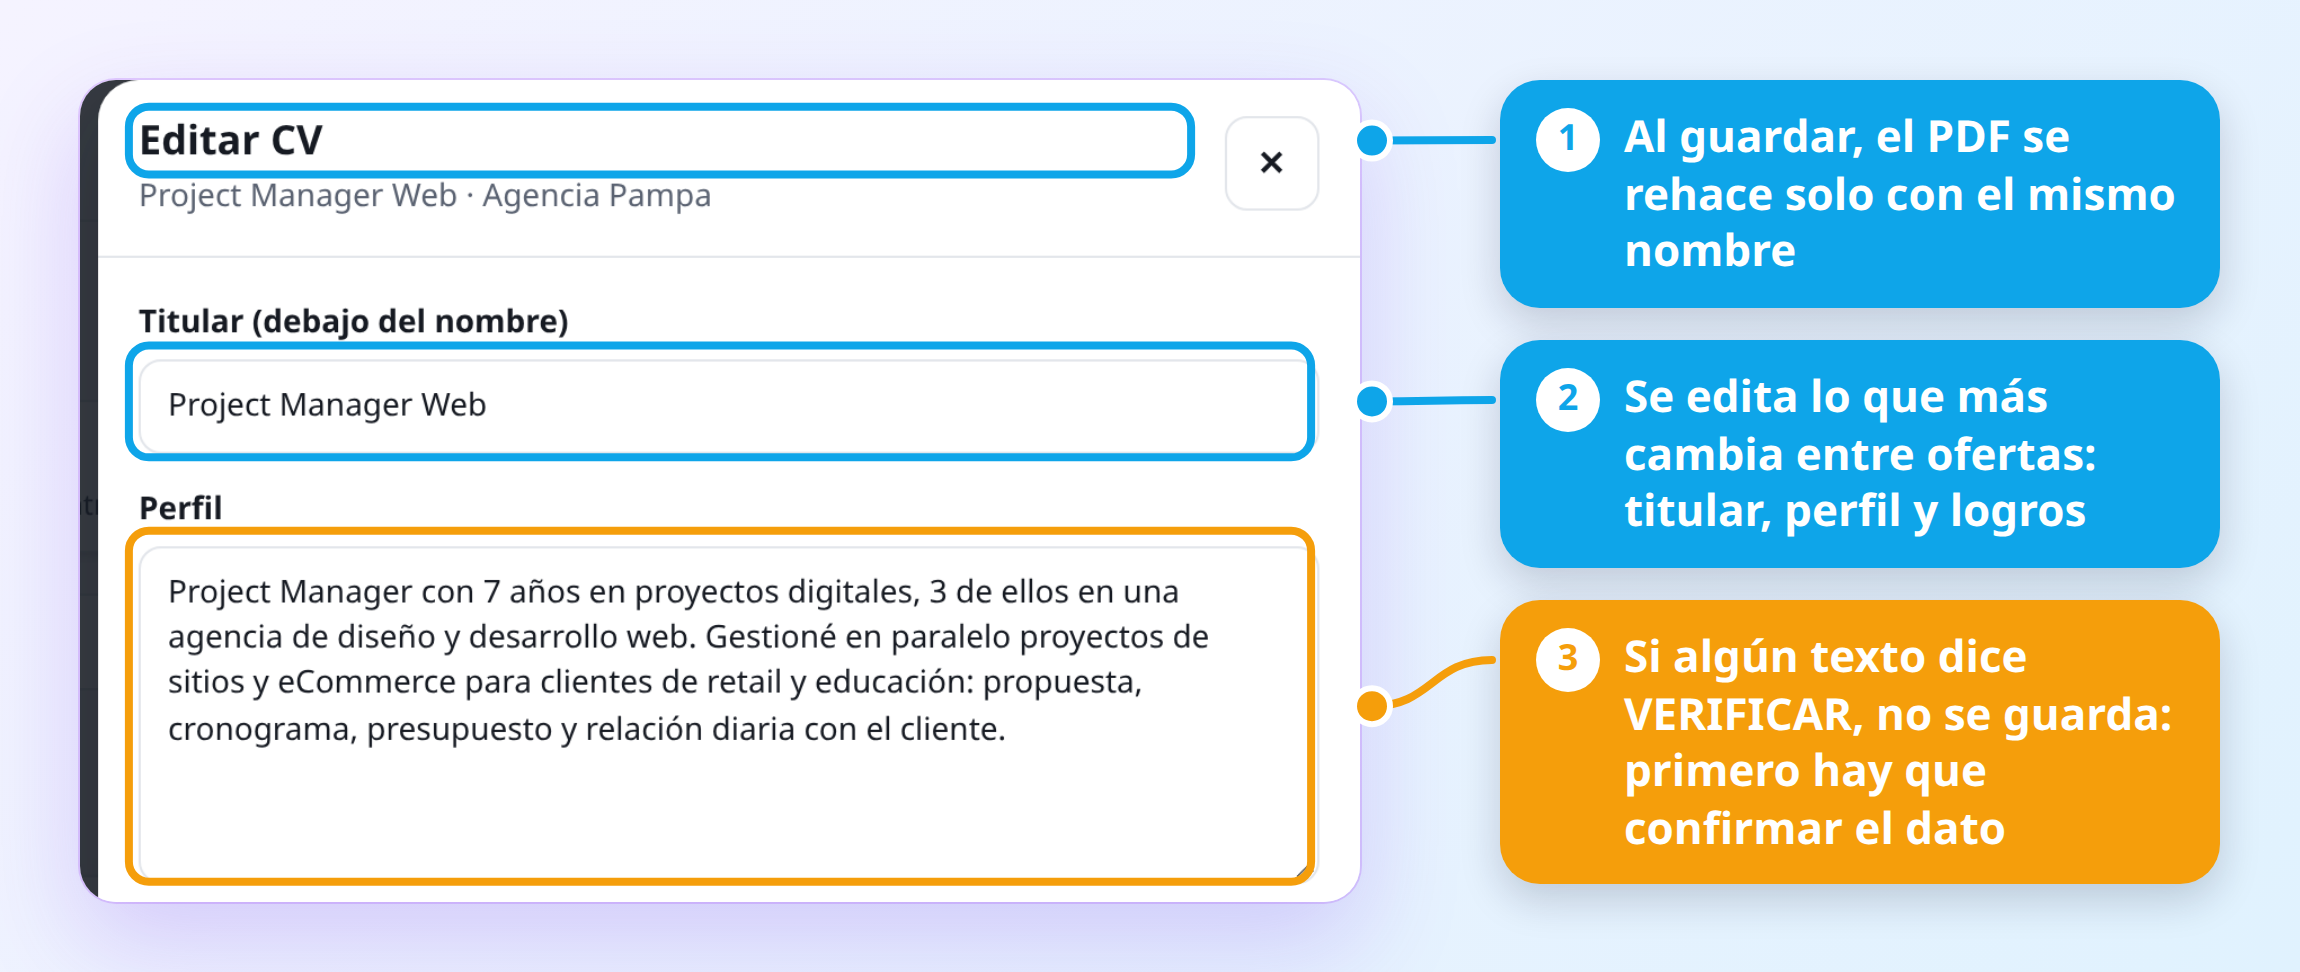 Editar CV
Project Manager Web · Agencia Pampa
×
Titular (debajo del nombre)
Project Manager Web
Perfil
Project Manager con 7 años en proyectos digitales, 3 de ellos en una
agencia de diseño y desarrollo web. Gestioné en paralelo proyectos de
sitios y eCommerce para clientes de retail y educación: propuesta,
cronograma, presupuesto y relación diaria con el cliente.
1 Al guardar, el PDF se
rehace solo con el mismo
nombre
2 Se edita lo que más
cambia entre ofertas:
titular, perfil y logros
3 Si algún texto dice
VERIFICAR, no se guarda:
primero hay que
confirmar el dato